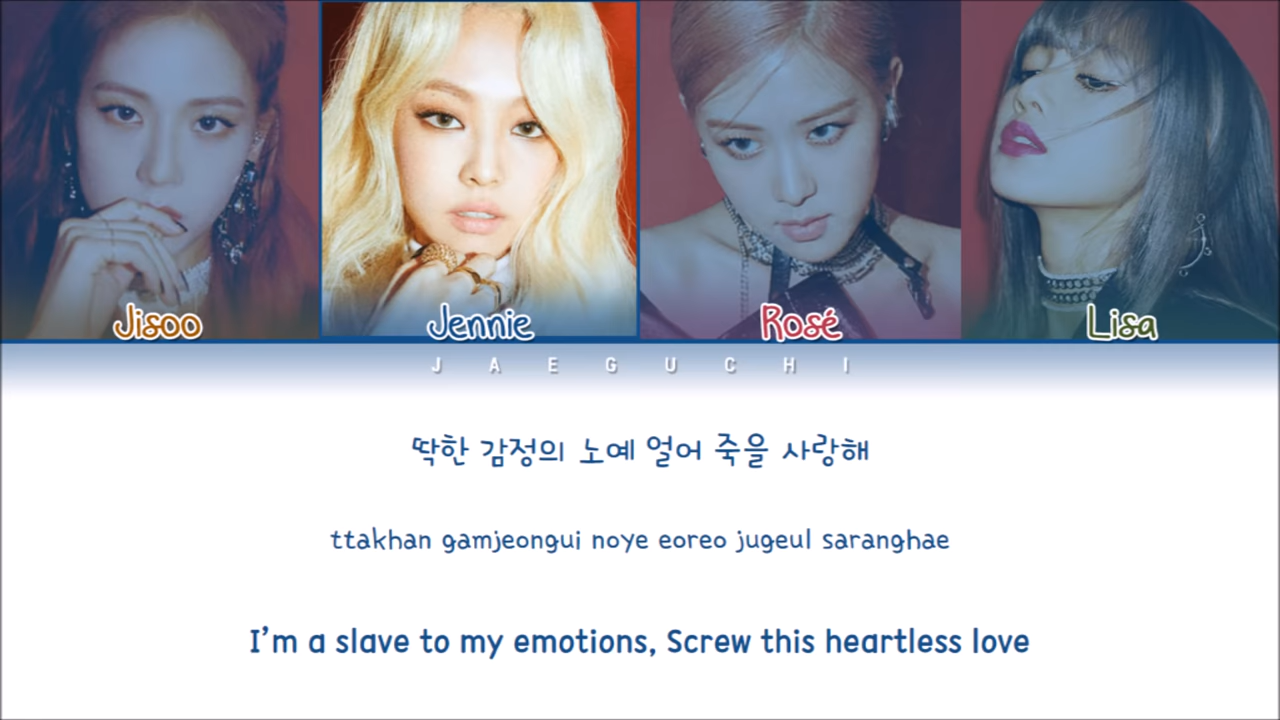 Jisoo
Jennie
Rosé
Lisa
JAEGUCHI
딱한 감정의 노예 얼어 죽을 사랑해
ttakhan gamjeongui noye eoreo jugeul saranghae
I’m a slave to my emotions, Screw this heartless love